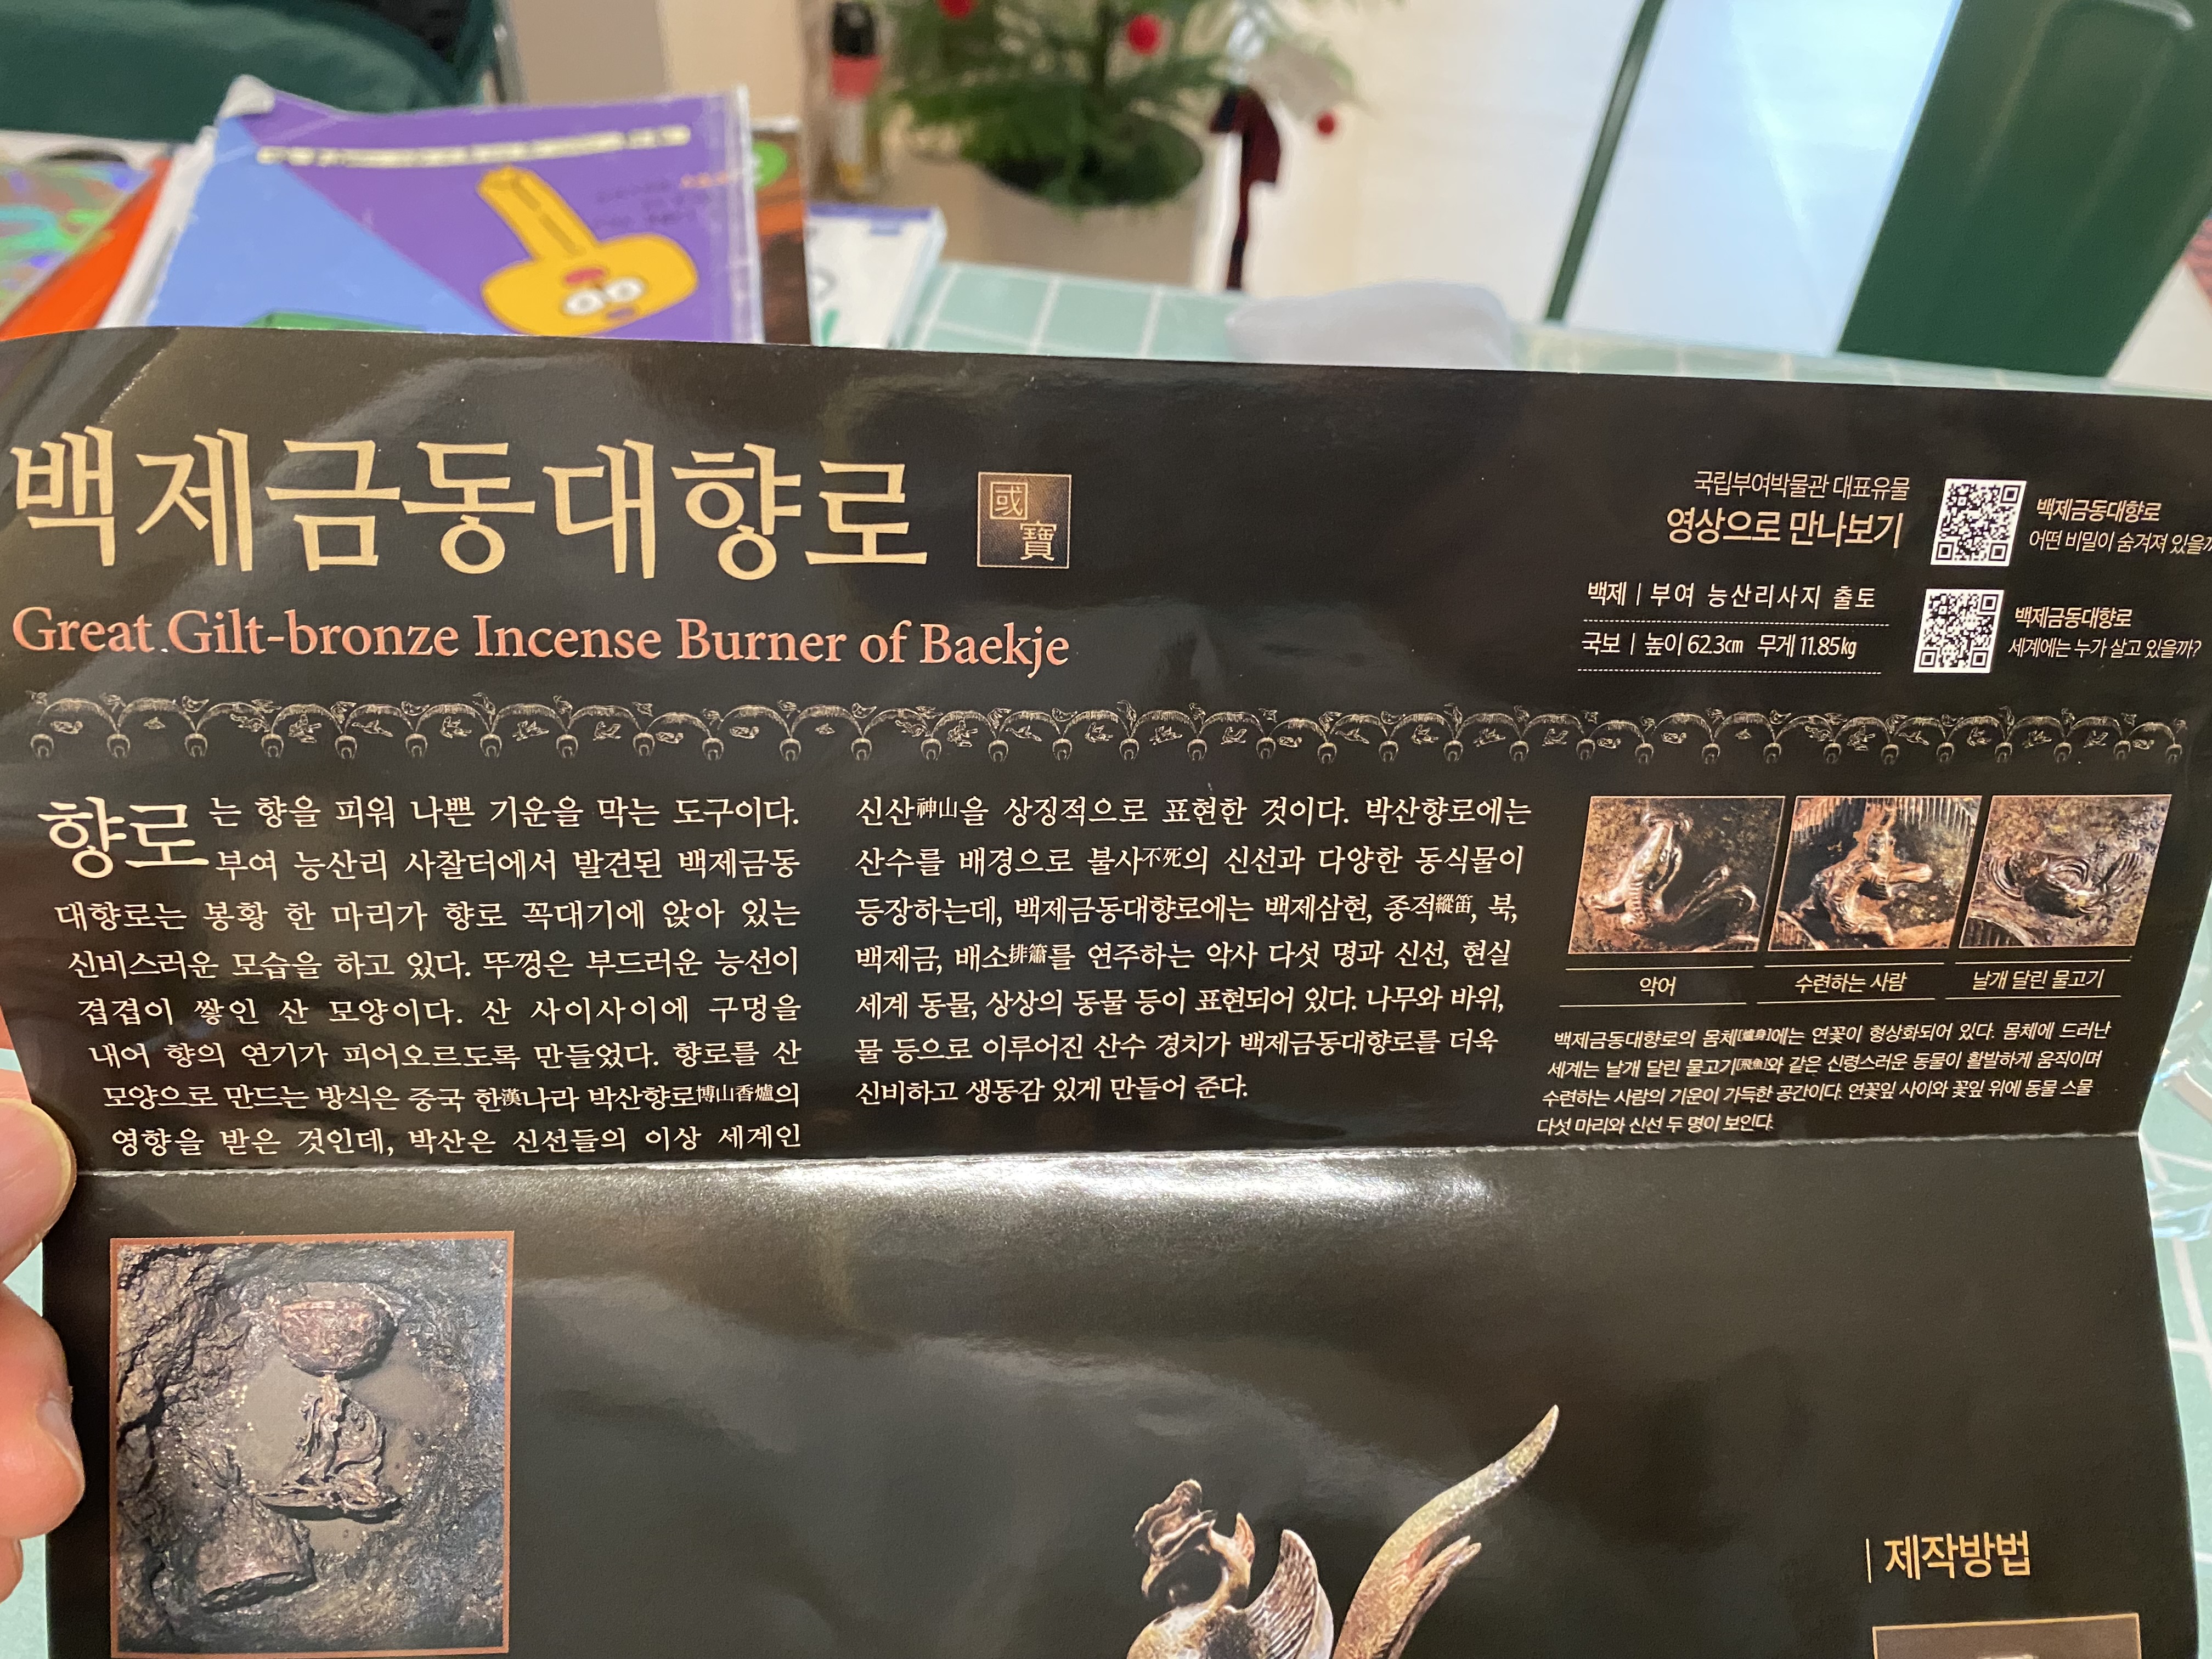 백제금동대향로
國
寶
Great Gilt-bronze Incense Burner of Baekje
국립부여박물관 대표유물
영상으로 만나보기
백제 | 부여 능산리사지 출토
국보 | 높이 62.3㎝ 무게 11.85㎏
백제금동대향로
어떤 비밀이 숨겨져
백제금동대향로
세계에는 누가 살고 있을까?
향로는 향을 피워 나쁜 기운을 막는 도구이다.
부여 능산리 사찰터에서 발견된 백제금동
대향로는 봉황 한 마리가 향로 꼭대기에 앉아 있는
신비스러운 모습을 하고 있다. 뚜껑은 부드러운 능선이
겹겹이 쌓인 산 모양이다. 산 사이사이에 구멍을
내어 향의 연기가 피어오르도록 만들었다. 향로를 산
모양으로 만드는 방식은 중국 한漢나라 박산향로博山香爐의
영향을 받은 것인데, 박산은 신선들의 이상 세계인
신산神山을 상징적으로 표현한 것이다. 박산향로에는
산수를 배경으로 불사不死의 신선과 다양한 동식물이
등장하는데, 백제금동대향로에는 백제삼현, 종적縱笛, 북,
백제금, 배소排簫를 연주하는 악사 다섯 명과 신선, 현실
세계 동물, 상상의 동물 등이 표현되어 있다. 나무와 바위,
물 등으로 이루어진 산수 경치가 백제금동대향로를 더욱
신비하고 생동감 있게 만들어 준다.
악어
수련하는 사람
날개 달린 물고기
백제금동대향로의 몸체[爐身]에는 연꽃이 형상화되어 있다. 몸체에 드러난
세계는 날개 달린 물고기[飛魚]와 같은 신령스러운 동물이 활발하게 움직이며
수련하는 사람의 기운이 가득한 공간이다. 연꽃잎 사이와 꽃잎 위에 동물 스물
다섯 마리와 신선 두 명이 보인다.
| 제작방법